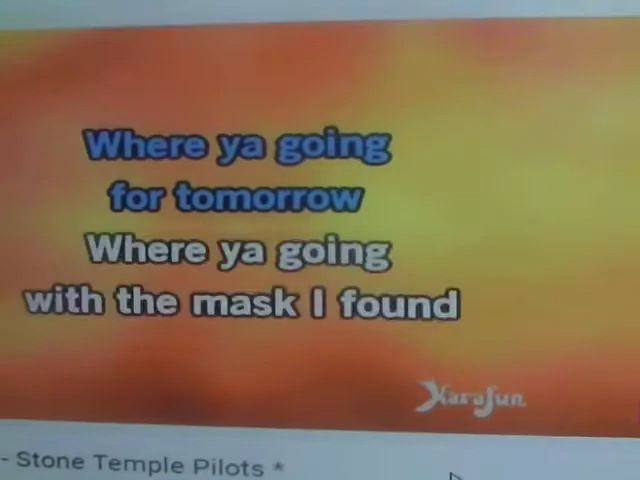 Where ya going
for tomorrow
Where ya going
with the mask I found
KaraFun
- Stone Temple Pilots *